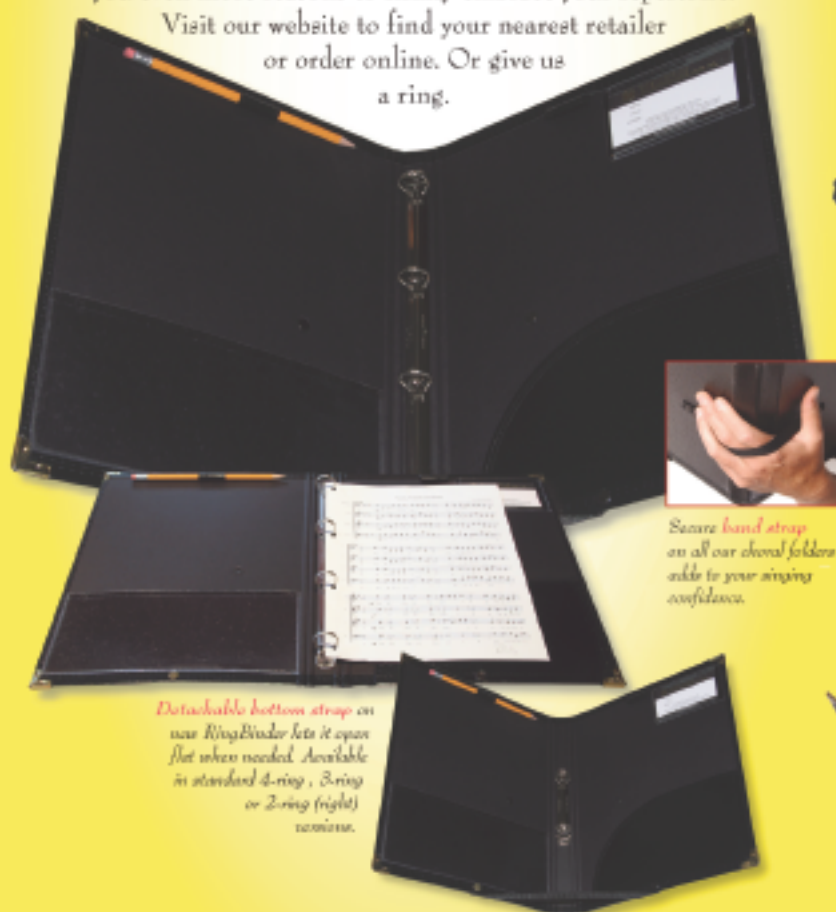 Visit our website to find your nearest retailer
or order online. Or give us
a ring.
Secure hand strap
on all our choral folders
adds to your singing
confidence.
Detachable bottom strap on
new RingBinder lets it open
flat when needed. Available
in standard 4-ring , 3-ring
or 2-ring (right)
versions.